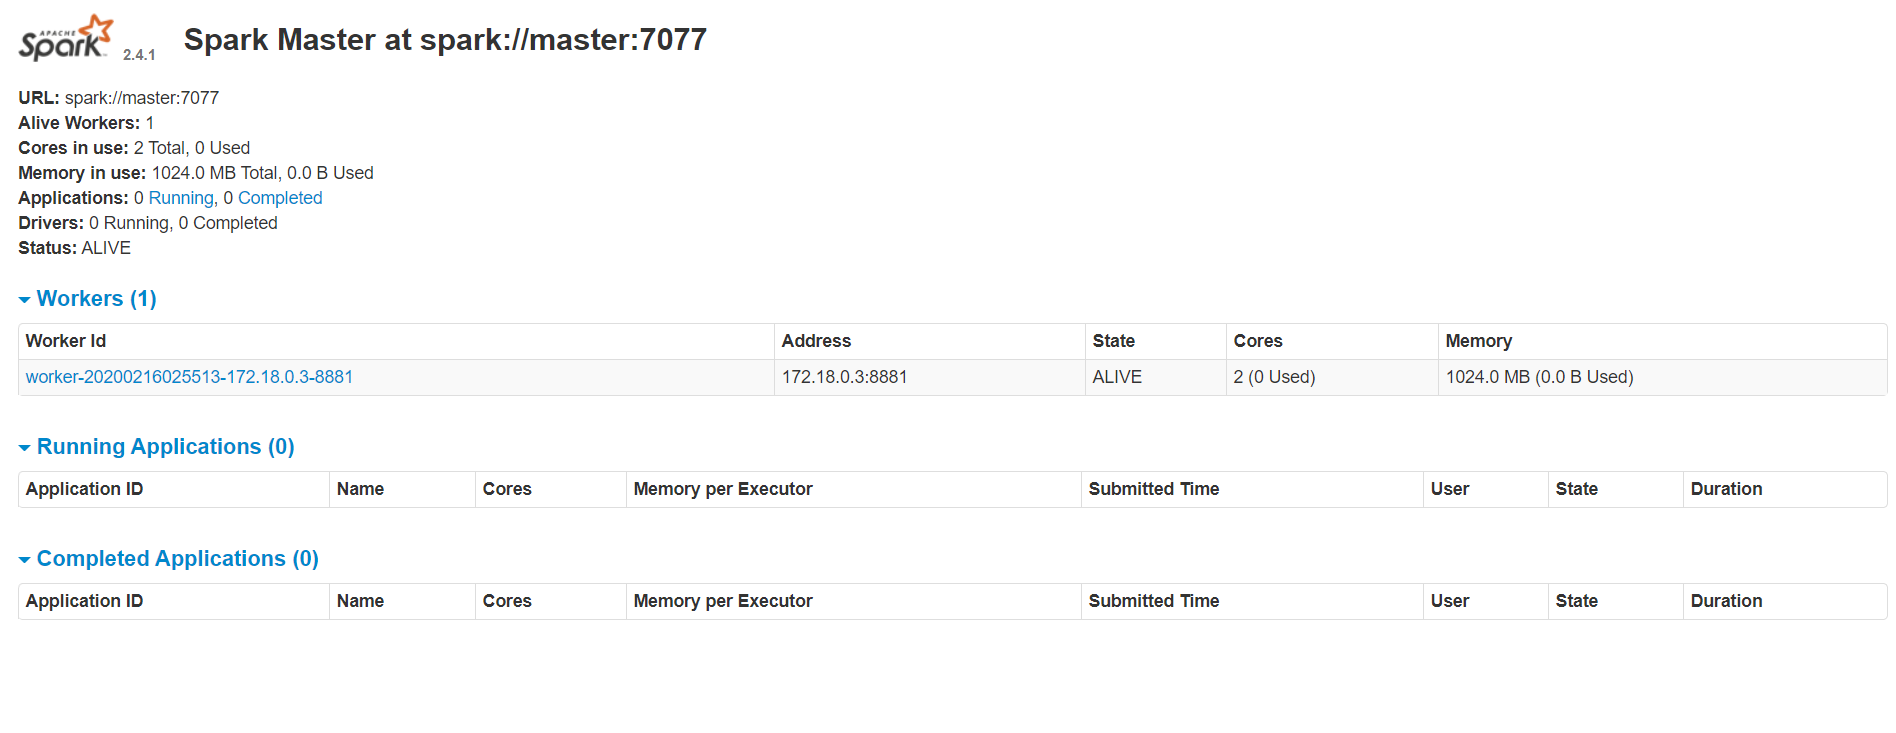 APACHE
Spark 2.4.1 Spark Master at spark://master:7077
URL: spark://master:7077
Alive Workers: 1
Cores in use: 2 Total, 0 Used
Memory in use: 1024.0 MB Total, 0.0 B Used
Applications: 0 Running, 0 Completed
Drivers: 0 Running, 0 Completed
Status: ALIVE
Workers (1)
Worker Id Address State Cores Memory
worker-20200216025513-172.18.0.3-8881 172.18.0.3:8881 ALIVE 2 (0 Used) 1024.0 MB (0.0 B Used)
Running Applications (0)
Application ID Name Cores Memory per Executor Submitted Time User State Duration
Completed Applications (0)
Application ID Name Cores Memory per Executor Submitted Time User State Duration